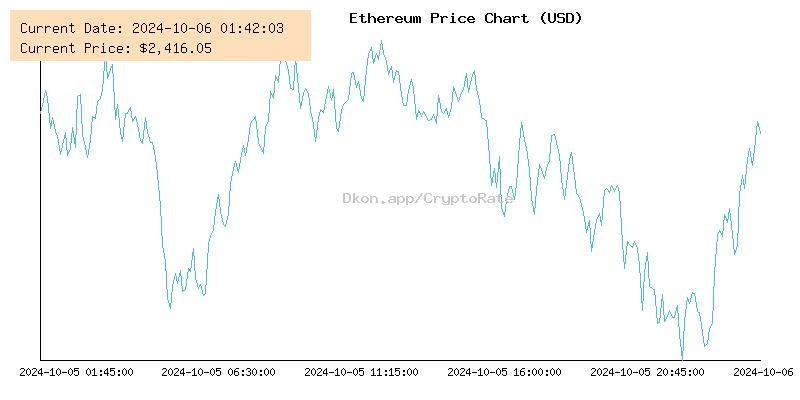 Ethereum Price Chart (USD)
Current Date: 2024-10-06 01:42:03
Current Price: $2,416.05
Dkon.app/CryptoRate
2024-10-05 01:45:00 2024-10-05 06:30:00 2024-10-05 11:15:00 2024-10-05 16:00:00 2024-10-05 20:45:00 2024-10-06